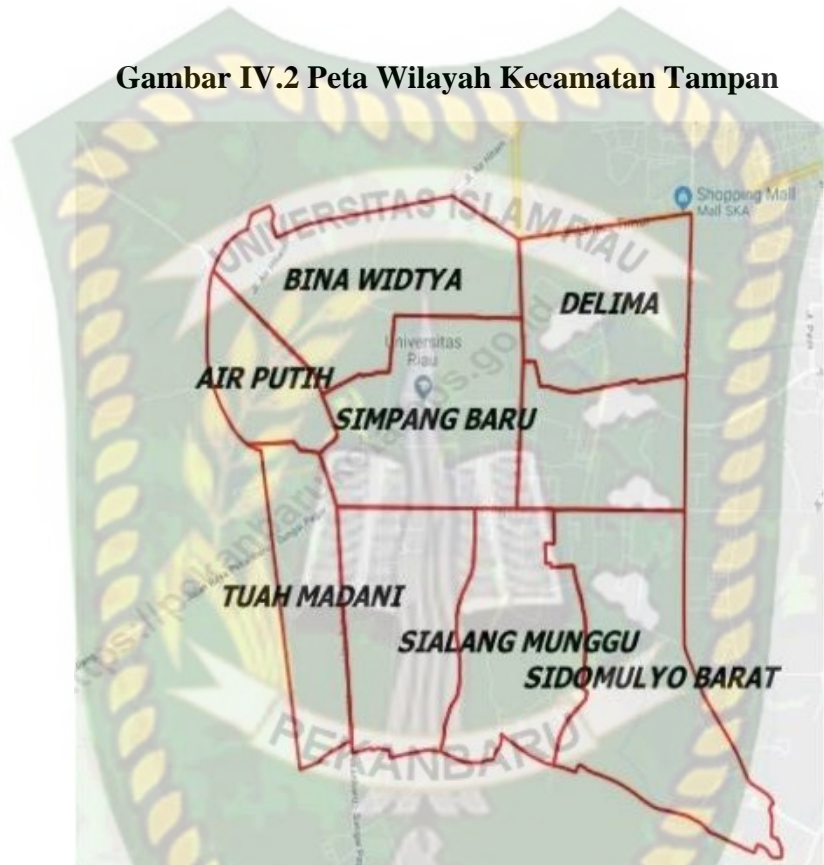 Gambar IV.2 Peta Wilayah Kecamatan Tampan
Shopping Mall
Mall SKA
UNIVERSITAS ISLAM RIAU
BINA WIDTYA
DELIMA
Universitas
Riau
AIR PUTIH
SIMPANG BARU
TUAH MADANI
SIALANG MUNGGU
SIDOMULYO BARAT
PEKANBARU